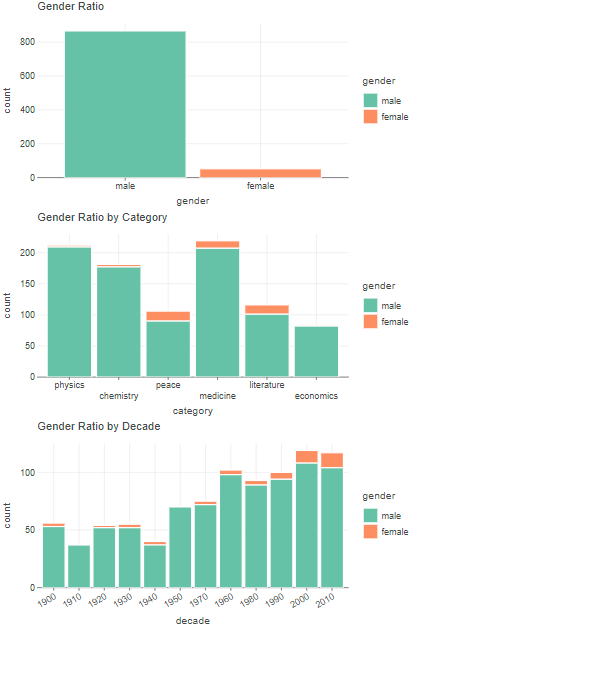 Gender Ratio
800
600
400
200
0
count
male
female
gender
gender
male
female
Gender Ratio by Category
200
150
100
50
0
count
physics
chemistry
peace
medicine
literature
economics
category
gender
male
female
Gender Ratio by Decade
100
50
0
count
1900
1910
1920
1930
1940
1950
1970
1960
1980
1990
2000
2010
decade
gender
male
female